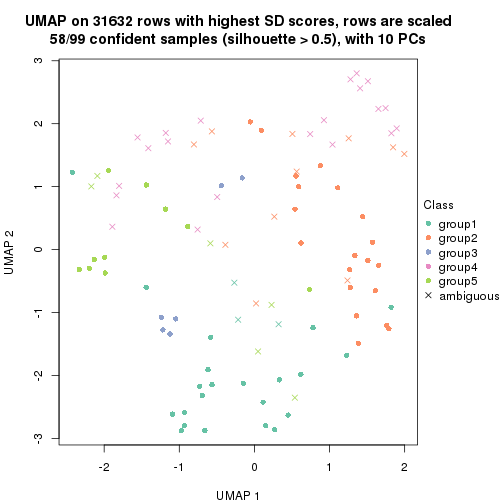 UMAP on 31632 rows with highest SD scores, rows are scaled
58/99 confident samples (silhouette > 0.5), with 10 PCs
3
2
1
0
-1
-2
-3
UMAP 2
-2
-1
0
1
2
UMAP 1
Class
group1
group2
group3
group4
group5
ambiguous